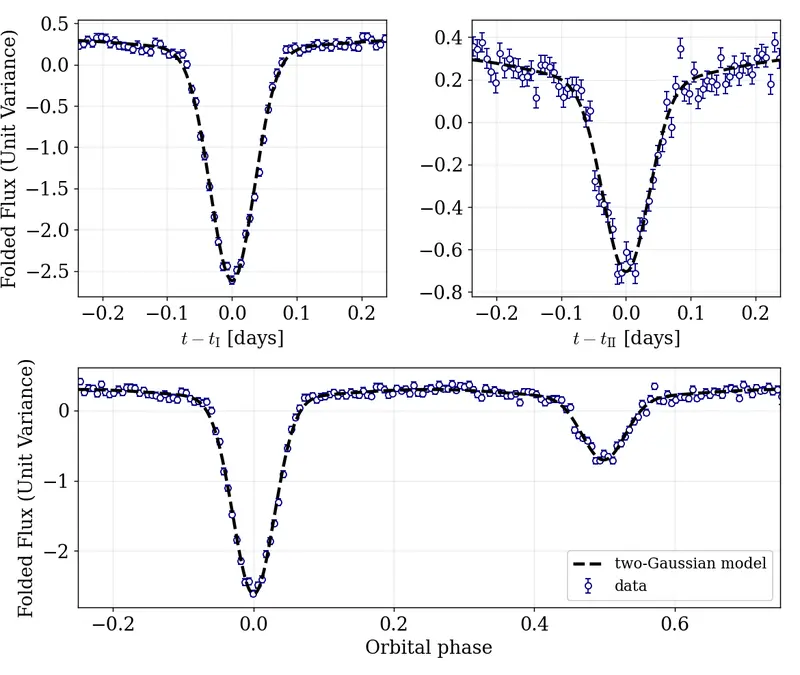 Folded Flux (Unit Variance)
0.5
0.0
−0.5
−1.0
−1.5
−2.0
−2.5
−0.2 −0.1 0.0 0.1 0.2
t − tI [days]
0.4
0.2
0.0
−0.2
−0.4
−0.6
−0.8
−0.2 −0.1 0.0 0.1 0.2
t − tII [days]
Folded Flux (Unit Variance)
0
−1
−2
two-Gaussian model
data
−0.2 0.0 0.2 0.4 0.6
Orbital phase